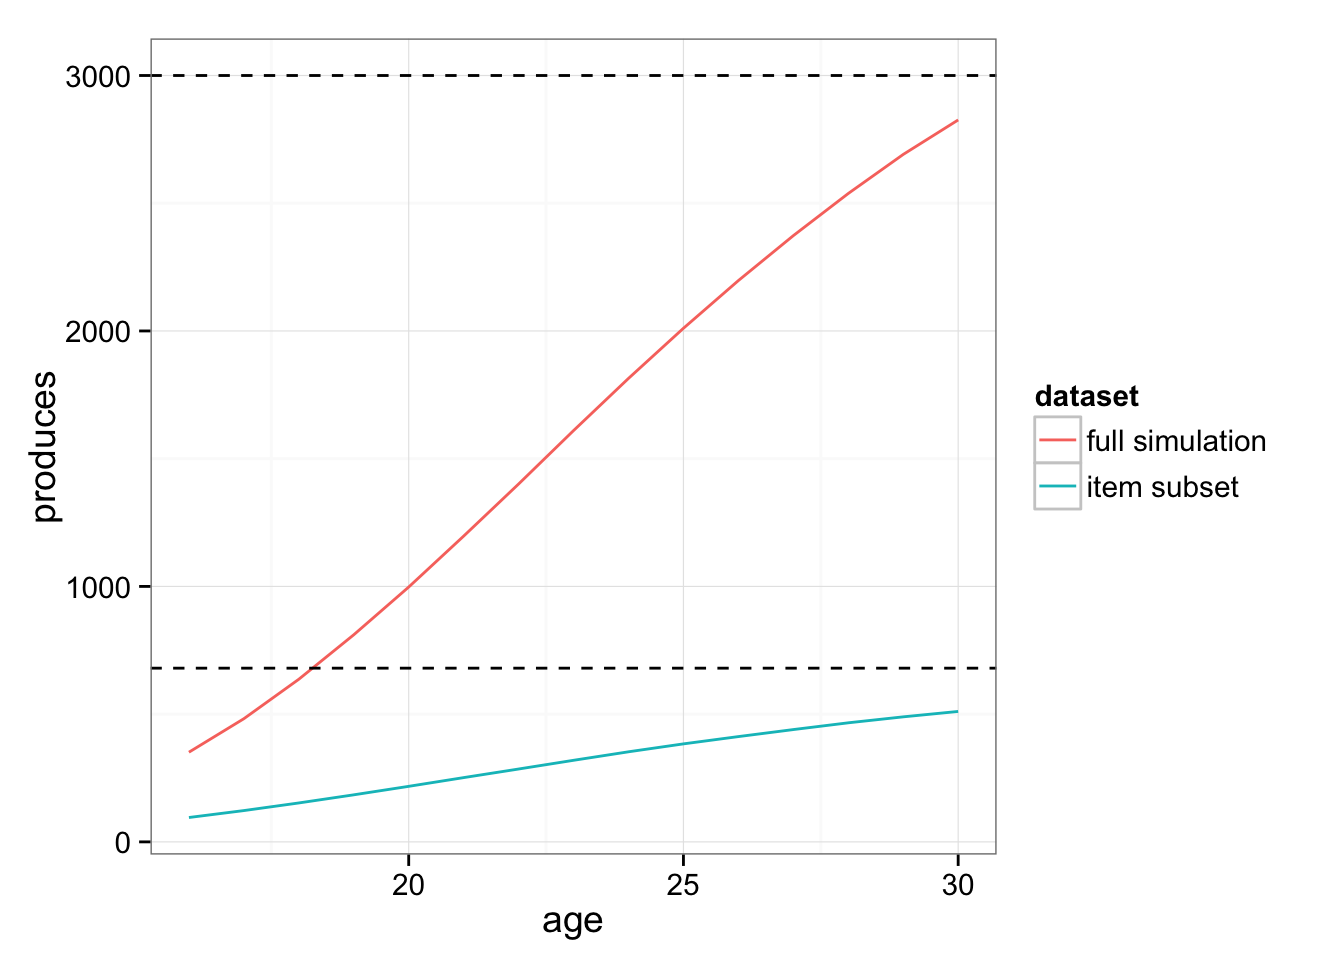 3000
2000
1000
0
produces
20
25
30
age
dataset
full simulation
item subset